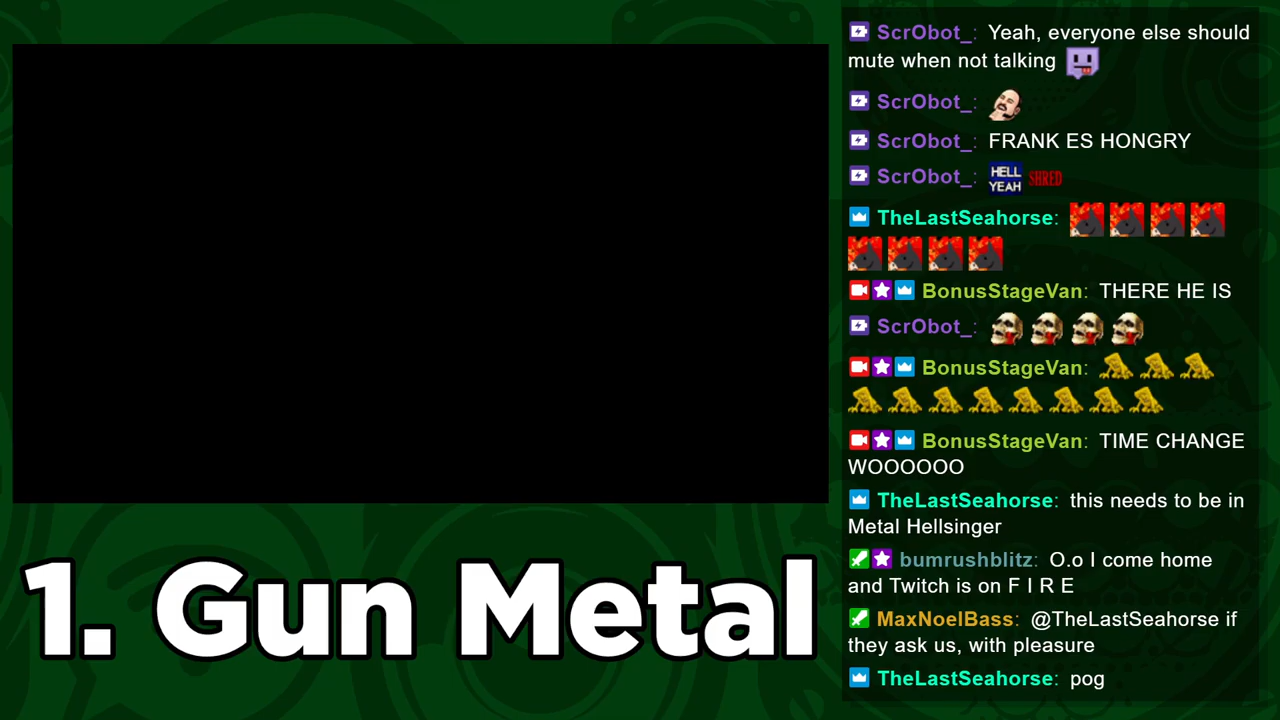 ScrObot_: Yeah, everyone else should
mute when not talking
ScrObot_:
ScrObot_: FRANK ES HONGRY
ScrObot_: HELL YEAH SHRED
TheLastSeahorse:
BonusStageVan: THERE HE IS
ScrObot_:
BonusStageVan:
BonusStageVan: TIME CHANGE
WOOOOOO
TheLastSeahorse: this needs to be in
Metal Hellsinger
bumrushblitz: O.o I come home
and Twitch is on F I R E
MaxNoelBass: @TheLastSeahorse if
they ask us, with pleasure
TheLastSeahorse: pog
1. Gun Metal